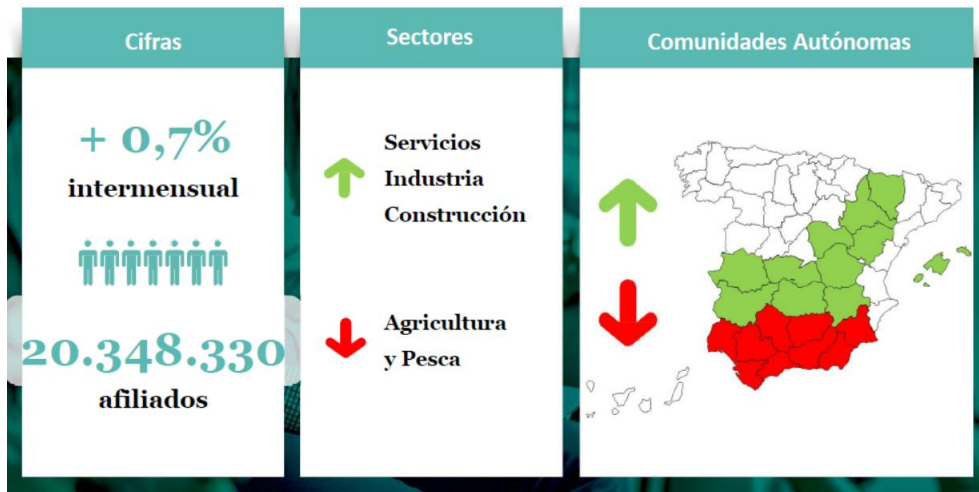 Cifras
+ 0,7%
intermensual
20.348.330
afiliados
Sectores
Servicios
Industria
Construcción
Agricultura
y Pesca
Comunidades Autónomas